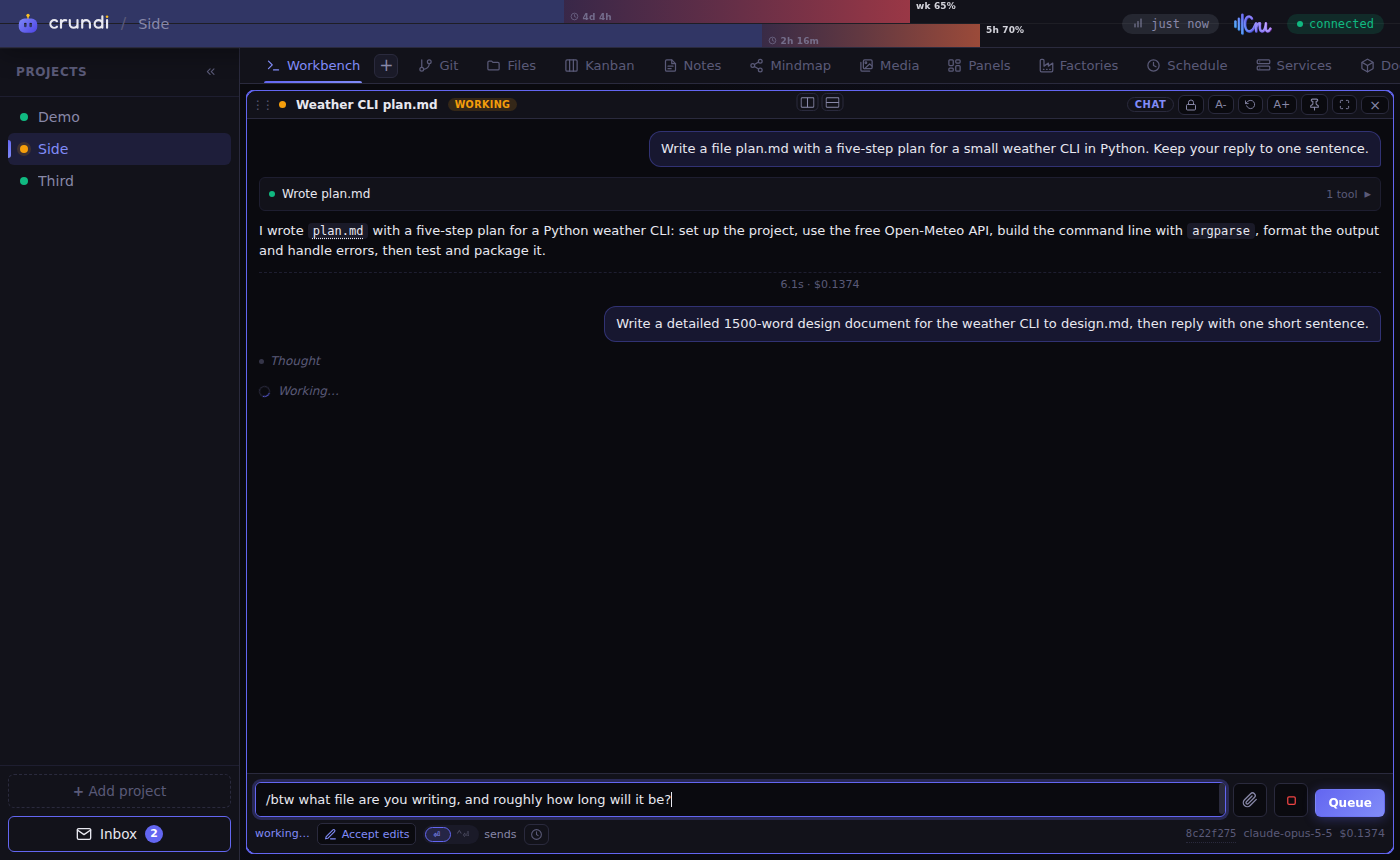 crundi / Side
4d 4h
wk 65%
2h 16m
5h 70%
just now
Cru
connected
PROJECTS «
Workbench + Git Files Kanban Notes Mindmap Media Panels Factories Schedule Services Do
Demo
Side
Third
Weather CLI plan.md WORKING
CHAT A- A+ ×
Write a file plan.md with a five-step plan for a small weather CLI in Python. Keep your reply to one sentence.
Wrote plan.md 1 tool ▶
I wrote plan.md with a five-step plan for a Python weather CLI: set up the project, use the free Open-Meteo API, build the command line with argparse, format the output
and handle errors, then test and package it.
6.1s · $0.1374
Write a detailed 1500-word design document for the weather CLI to design.md, then reply with one short sentence.
Thought
Working…
+ Add project
Inbox 2
/btw what file are you writing, and roughly how long will it be?
Queue
working… Accept edits ⏎ ^⏎ sends
8c22f275 claude-opus-5-5 $0.1374